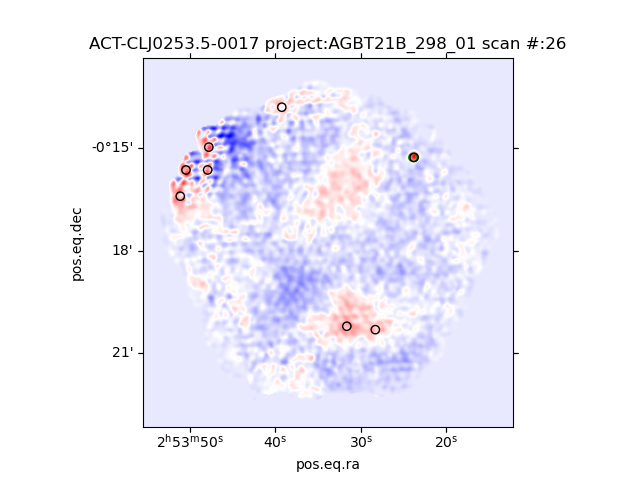 ACT-CLJ0253.5-0017 project:AGBT21B_298_01 scan #:26
-0°15'
18'
21'
pos.eq.dec
2ʰ53ᵐ50ˢ 40ˢ 30ˢ 20ˢ
pos.eq.ra